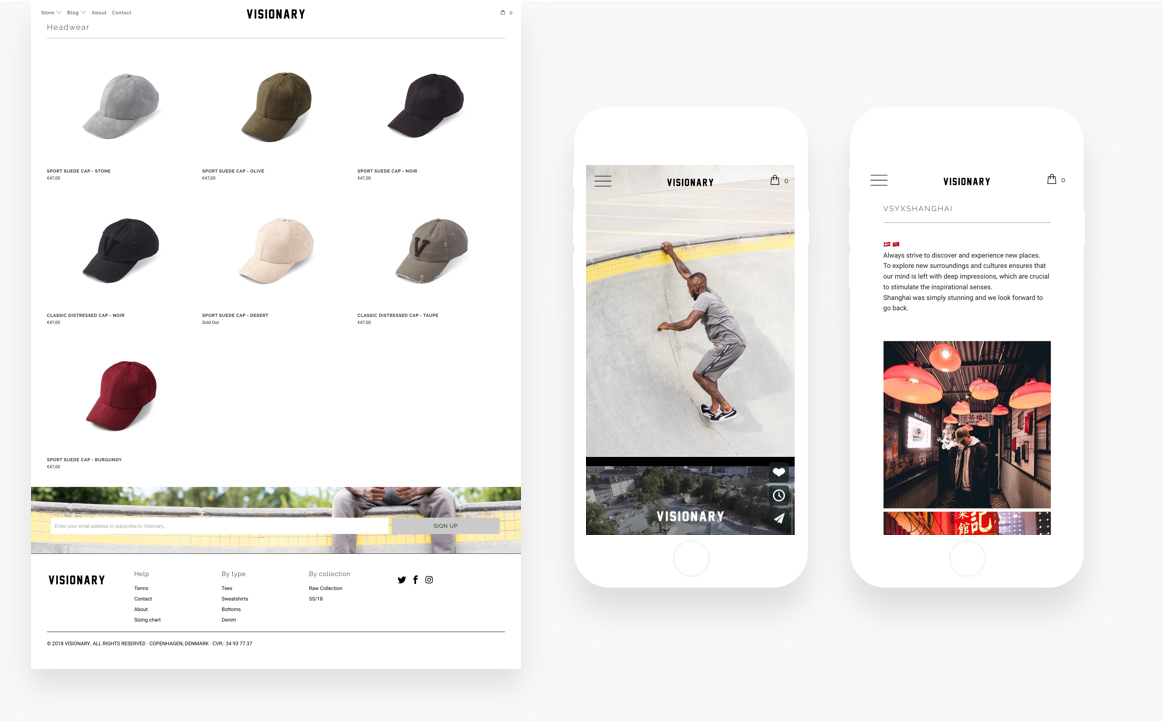 Store Blog About Contact
VISIONARY
0
Headwear
SPORT SUEDE CAP - STONE
€47,00
SPORT SUEDE CAP - OLIVE
€47,00
SPORT SUEDE CAP - NOIR
€47,00
V
V
CLASSIC DISTRESSED CAP - NOIR
€47,00
SPORT SUEDE CAP - DESERT
Sold Out
CLASSIC DISTRESSED CAP - TAUPE
€47,00
SPORT SUEDE CAP - BURGUNDY
€47,00
Enter your email address to subscribe to Visionary...
SIGN UP
VISIONARY
Help
Terms
Contact
About
Sizing chart
By type
Tees
Sweatshirts
Bottoms
Denim
By collection
Raw Collection
SS/18
© 2018 VISIONARY. ALL RIGHTS RESERVED · COPENHAGEN, DENMARK · CVR: 34 93 77 37
VISIONARY
0
VISIONARY
VISIONARY
0
VSYXSHANGHAI
Always strive to discover and experience new places.
To explore new surroundings and cultures ensures that
our mind is left with deep impressions, which are crucial
to stimulate the inspirational senses.
Shanghai was simply stunning and we look forward to
go back.